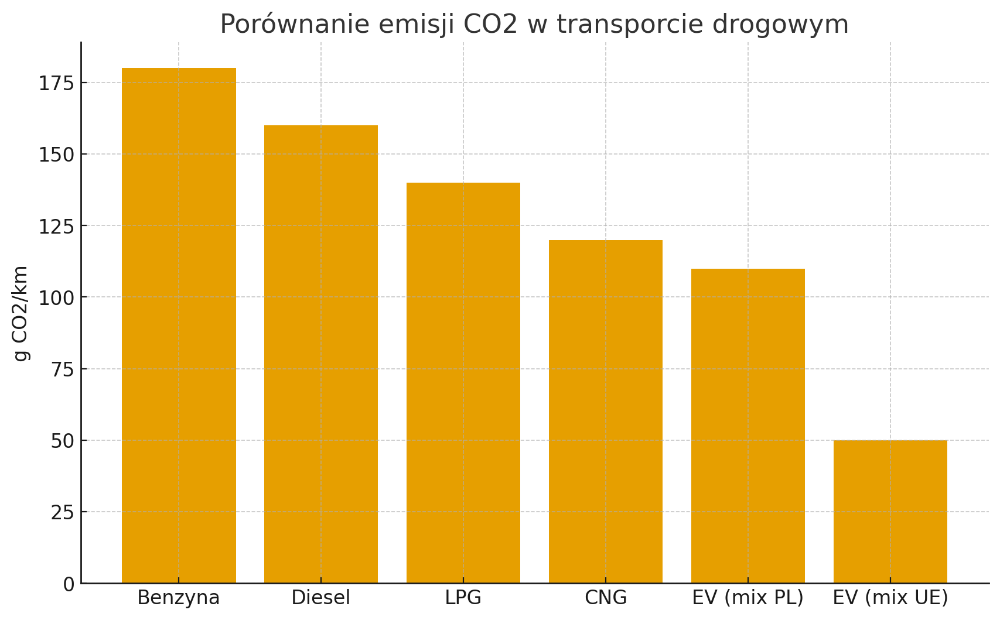 Porównanie emisji CO2 w transporcie drogowym
g CO2/km
175
150
125
100
75
50
25
0
Benzyna Diesel LPG CNG EV (mix PL) EV (mix UE)